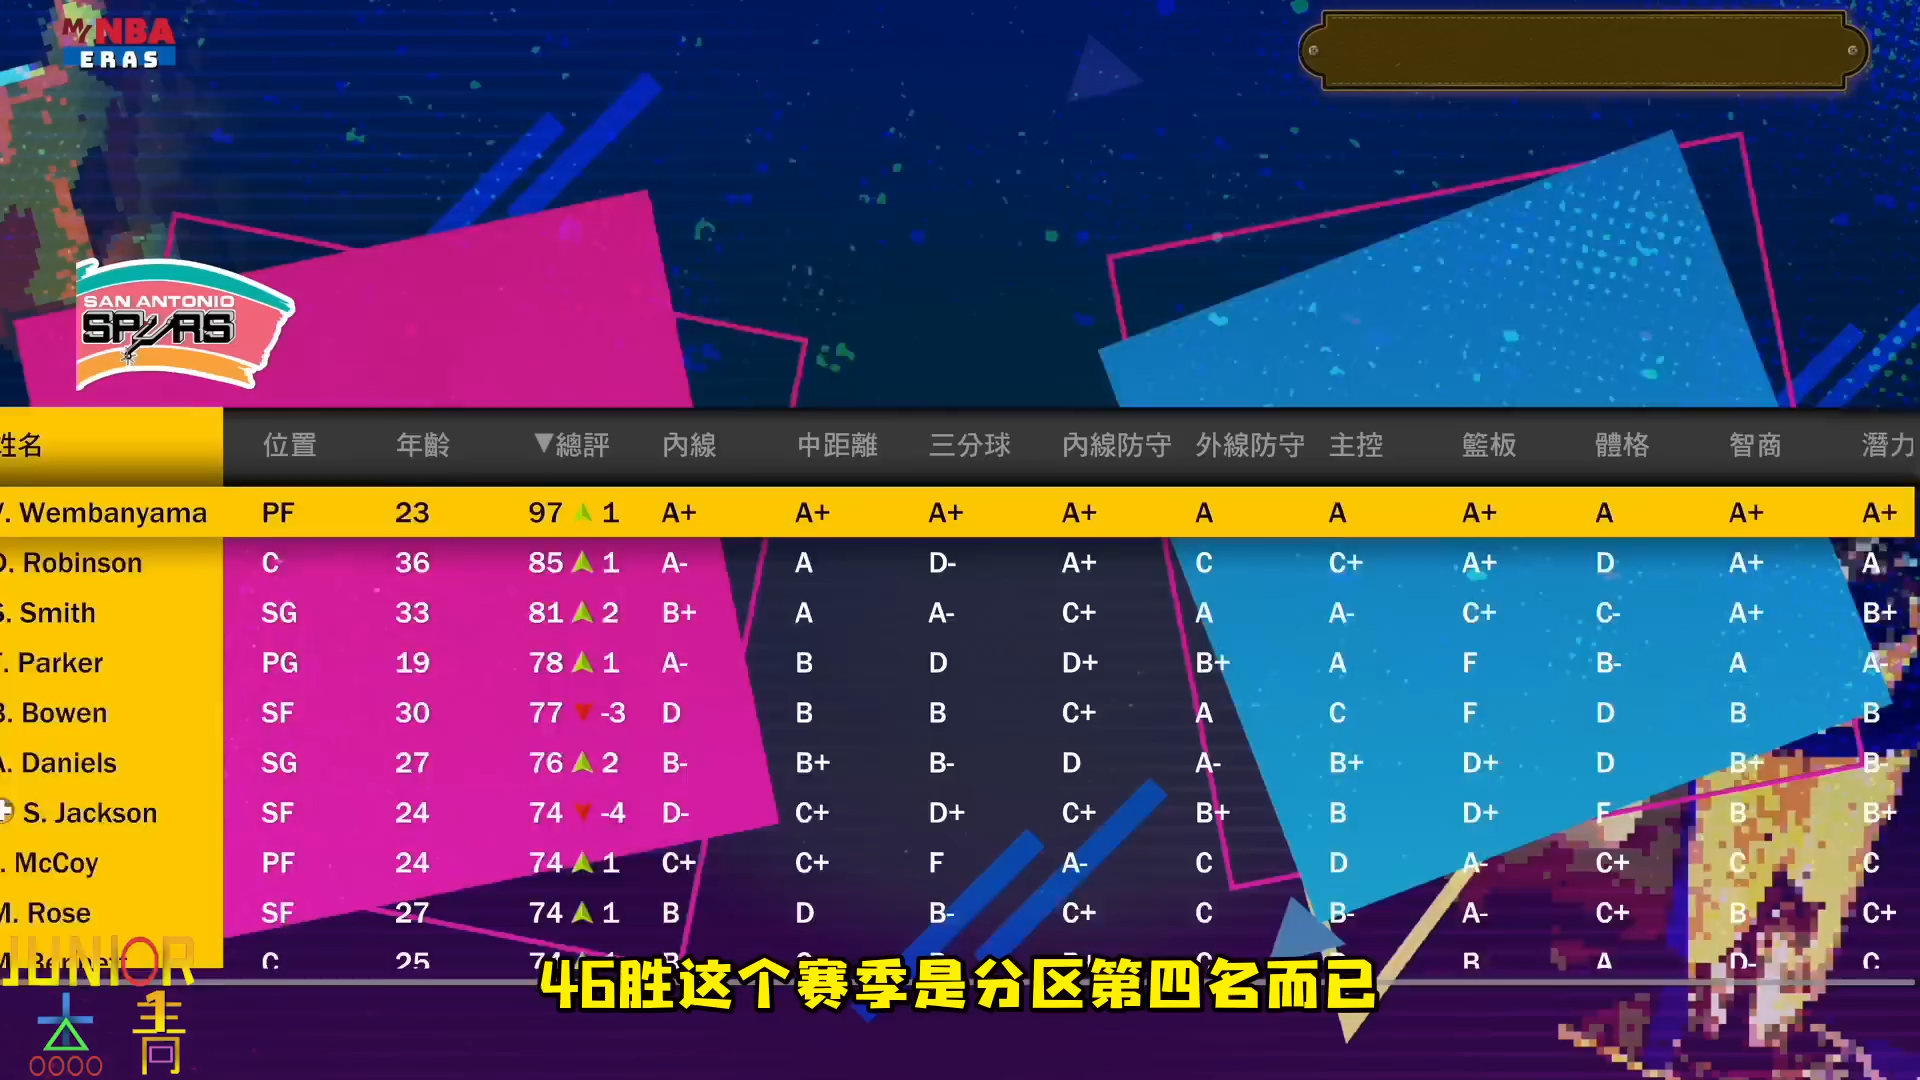 MY NBA
ERAS
SAN ANTONIO
SPURS
姓名 位置 年齡 ▼總評 內線 中距離 三分球 內線防守 外線防守 主控 籃板 體格 智商 潛力
V. Wembanyama PF 23 97 ▲ 1 A+ A+ A+ A+ A A A+ A A+ A+
D. Robinson C 36 85 ▲ 1 A- A D- A+ C C+ A+ D A+ A
S. Smith SG 33 81 ▲ 2 B+ A A- C+ A A- C+ C- A+ B+
T. Parker PG 19 78 ▲ 1 A- B D D+ B+ A F B- A A-
B. Bowen SF 30 77 ▼ -3 D B B C+ A C F D B B
A. Daniels SG 27 76 ▲ 2 B- B+ B- D A- B+ D+ D B+ B-
S. Jackson SF 24 74 ▼ -4 D- C+ D+ C+ B+ B D+ F B B+
McCoy PF 24 74 ▲ 1 C+ C+ F A- C D A- C+ C C
M. Rose SF 27 74 ▲ 1 B D B- C+ C B- A- C+ B- C+
C 25 74 B A D- C
JUNIOR
46胜这个赛季是分区第四名而已